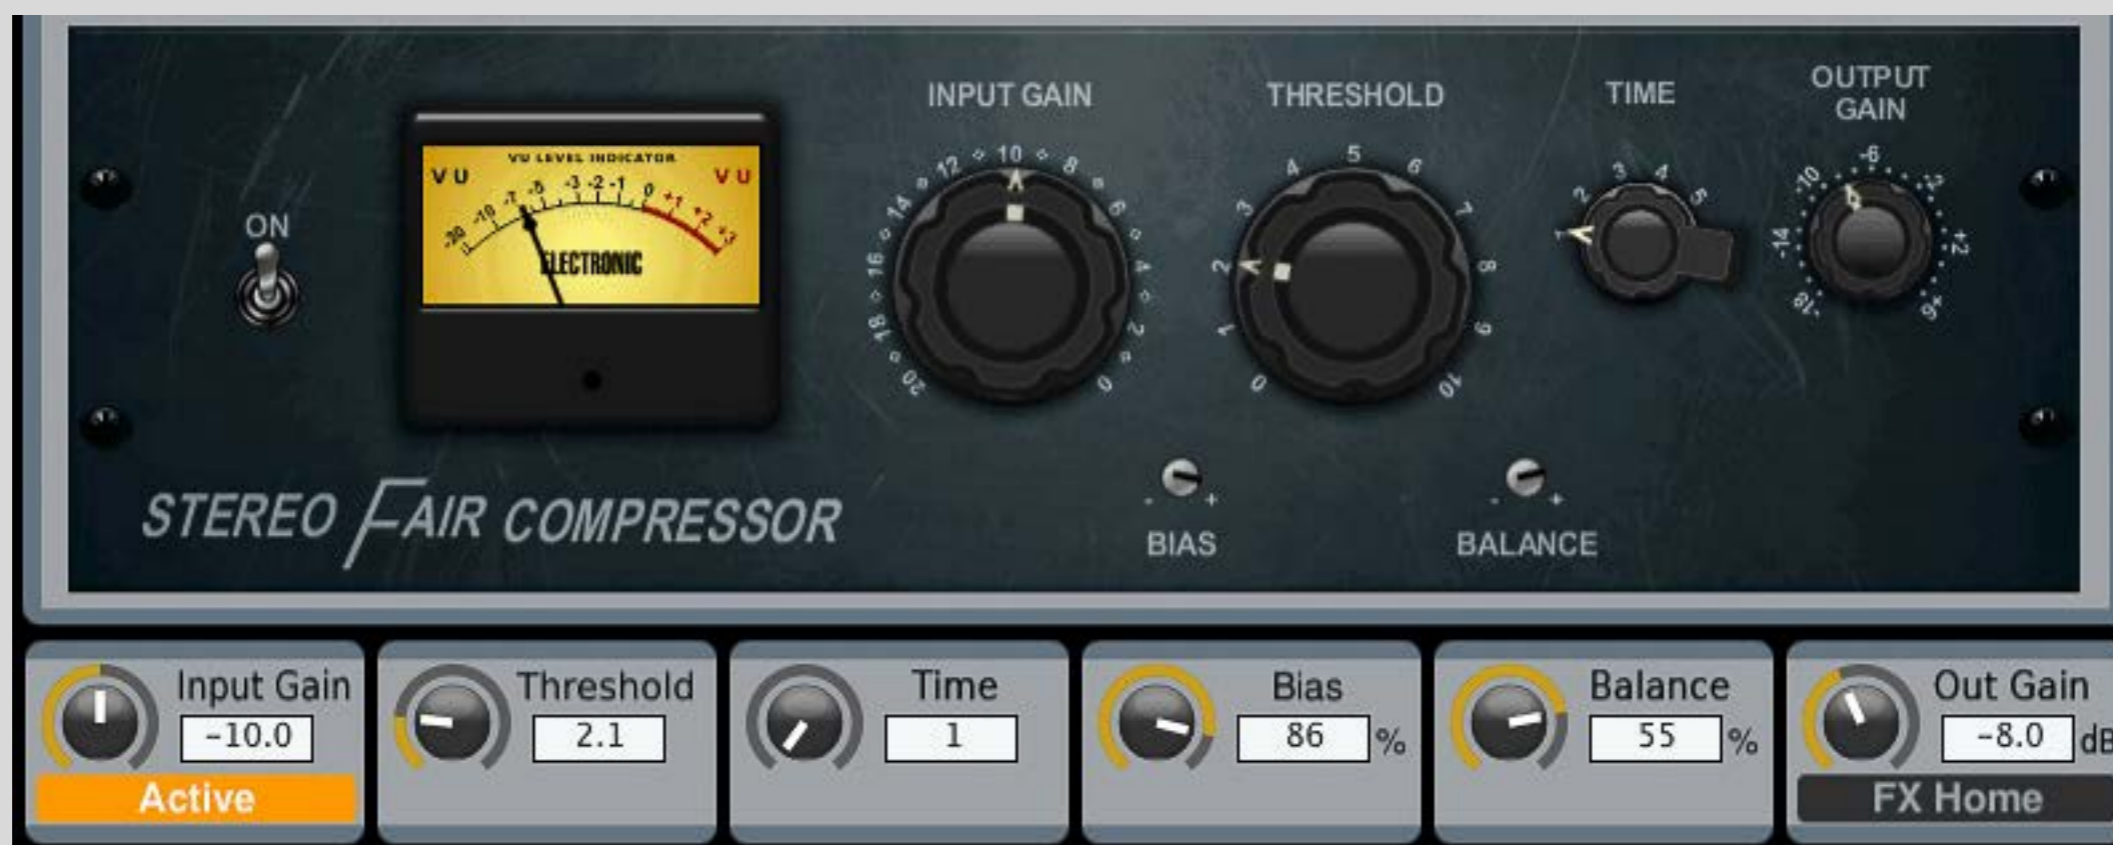 INPUT GAIN
THRESHOLD
TIME
OUTPUT
GAIN
ON
VU LEVEL INDICATOR
VU
VU
-20 -10 -7 -5 -3 -2 -1 0 +1 +2 +3
ELECTRONIC
20 18 16 14 12 10 8 6 4 2 0
0 1 2 3 4 5 6 7 8 9 10
1 2 3 4 5
-18 -14 -10 -6 -2 +2 +6
- +
BIAS
- +
BALANCE
STEREO FAIR COMPRESSOR
Input Gain
-10.0
Active
Threshold
2.1
Time
1
Bias
86 %
Balance
55 %
Out Gain
-8.0 dB
FX Home